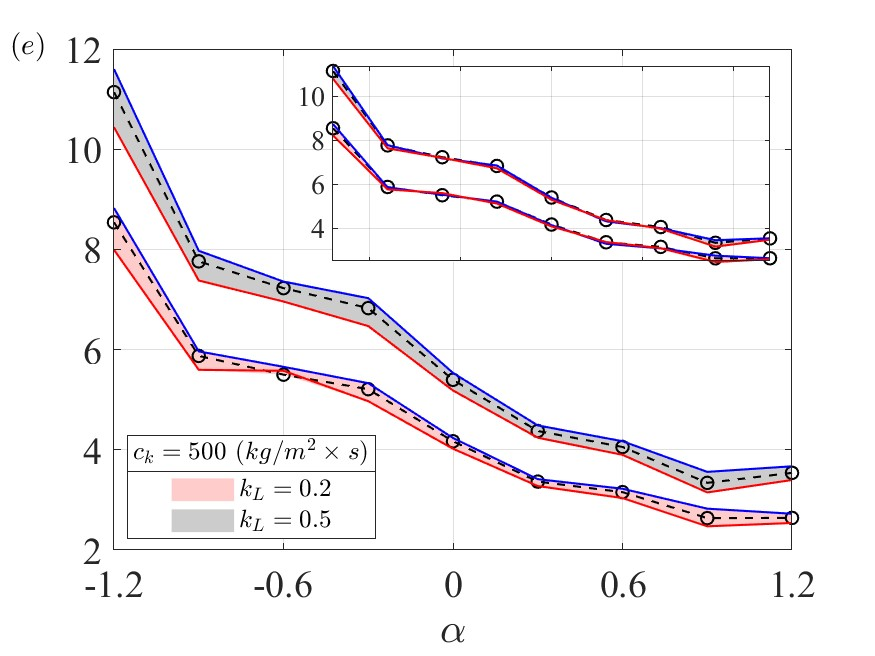 (e)
12
10
8
6
4
2
10
8
6
4
c_k = 500 (kg/m² × s)
k_L = 0.2
k_L = 0.5
-1.2 -0.6 0 0.6 1.2
α